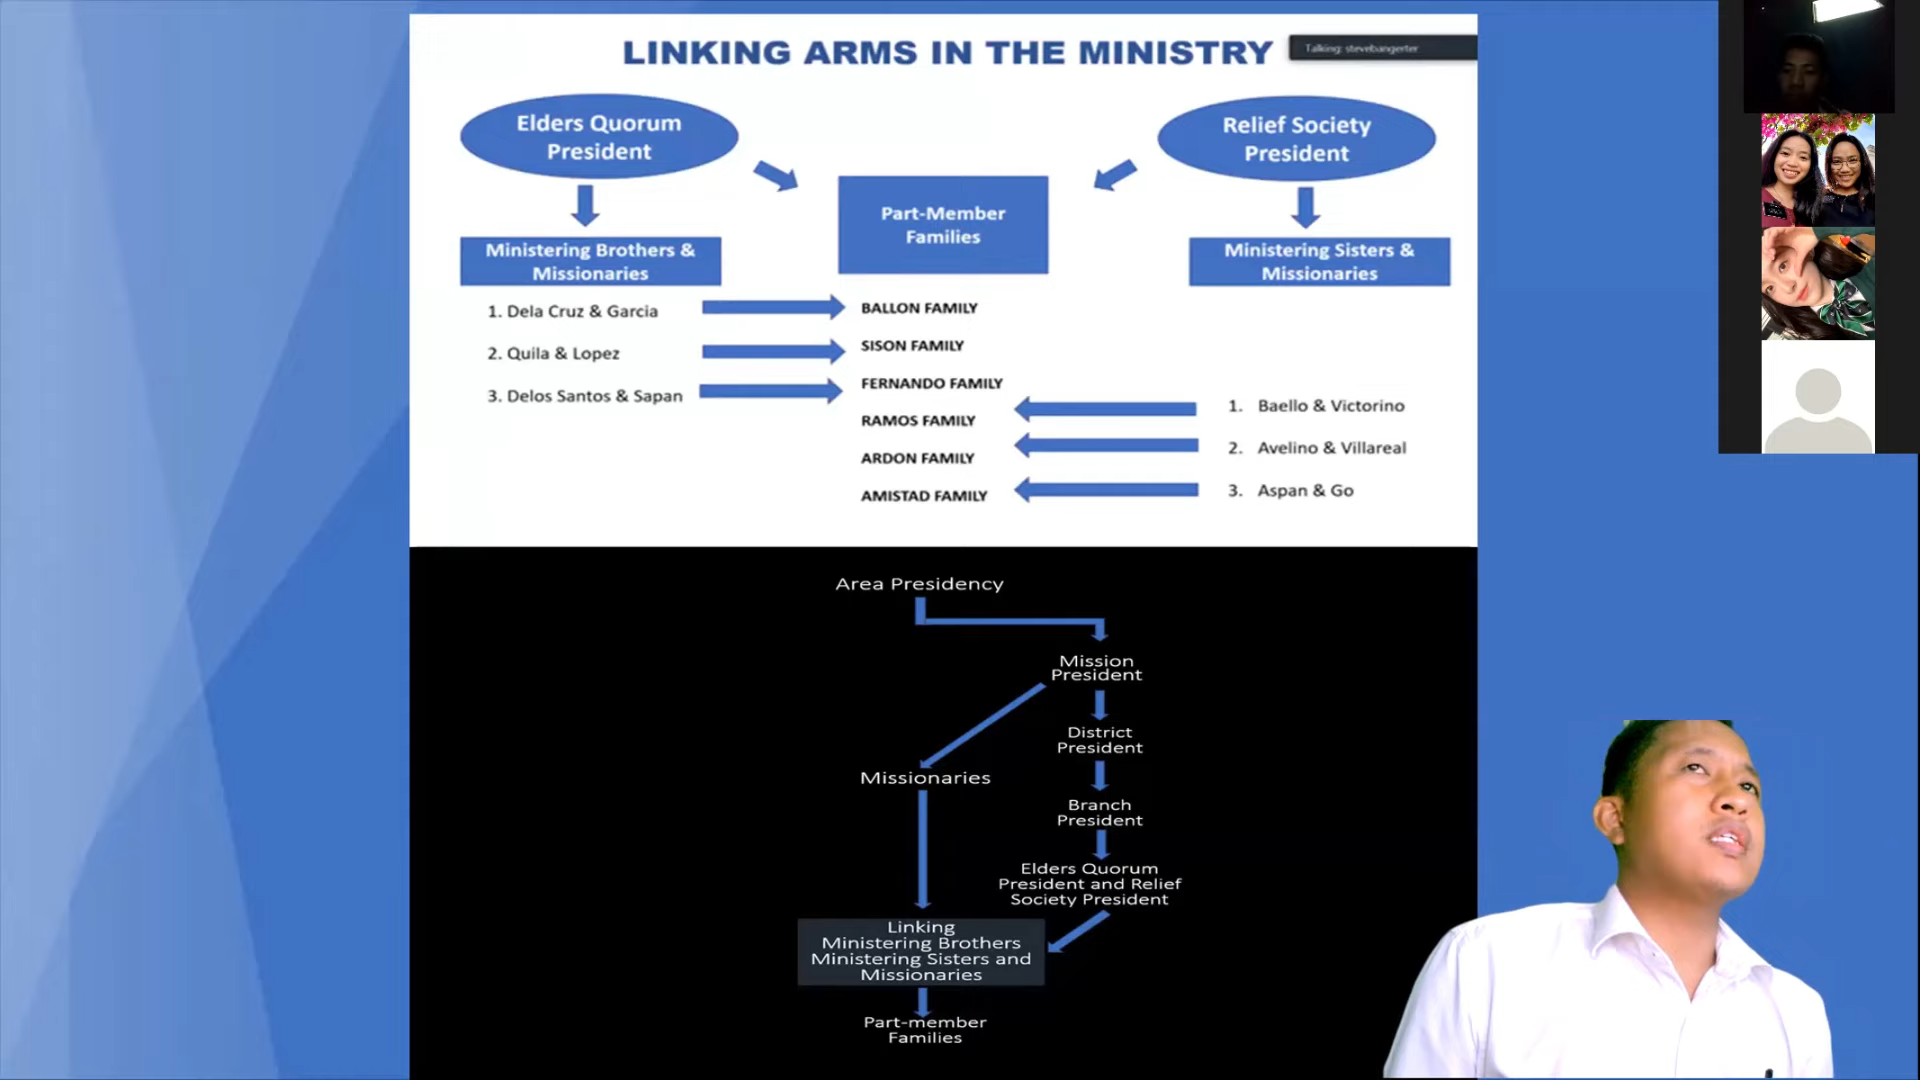 LINKING ARMS IN THE MINISTRY
Talking: stevebangerter
Elders Quorum
President
Relief Society
President
Part-Member
Families
Ministering Brothers &
Missionaries
Ministering Sisters &
Missionaries
1. Dela Cruz & Garcia
2. Quila & Lopez
3. Delos Santos & Sapan
BALLON FAMILY
SISON FAMILY
FERNANDO FAMILY
RAMOS FAMILY
ARDON FAMILY
AMISTAD FAMILY
1. Baello & Victorino
2. Avelino & Villareal
3. Aspan & Go
Area Presidency
Mission
President
District
President
Missionaries
Branch
President
Elders Quorum
President and Relief
Society President
Linking
Ministering Brothers
Ministering Sisters and
Missionaries
Part-member
Families